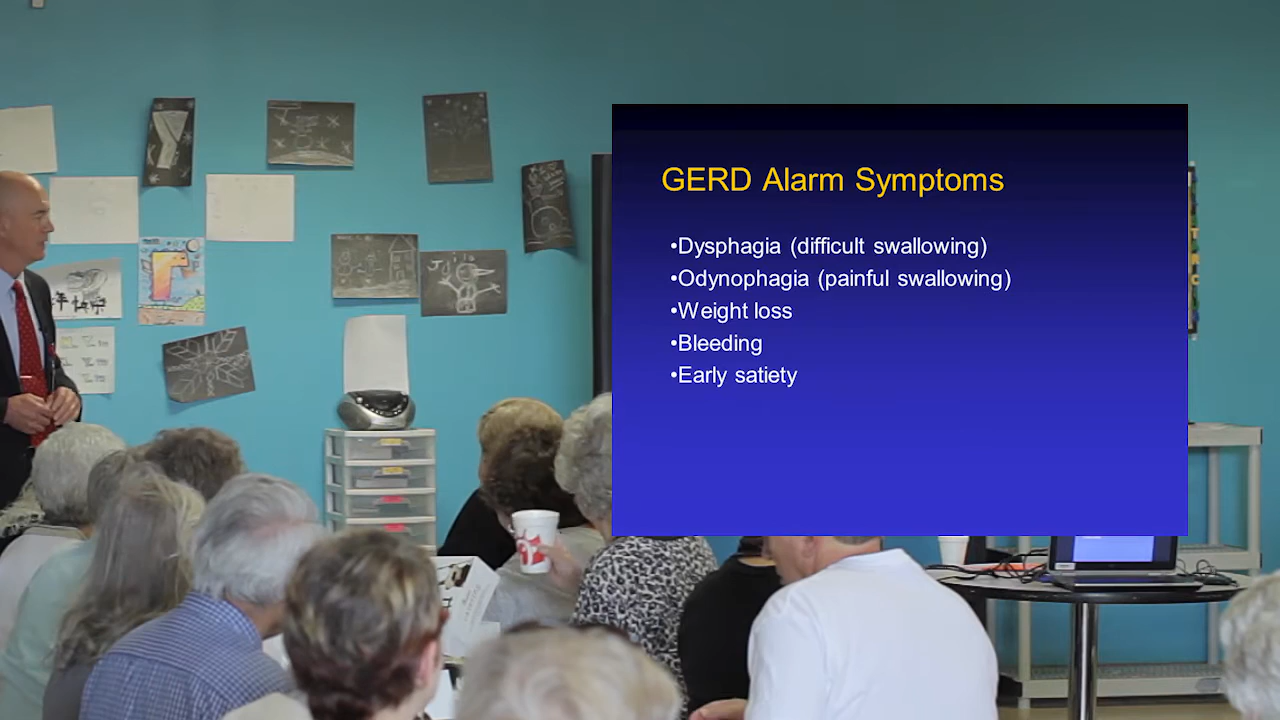 GERD Alarm Symptoms
•Dysphagia (difficult swallowing)
•Odynophagia (painful swallowing)
•Weight loss
•Bleeding
•Early satiety